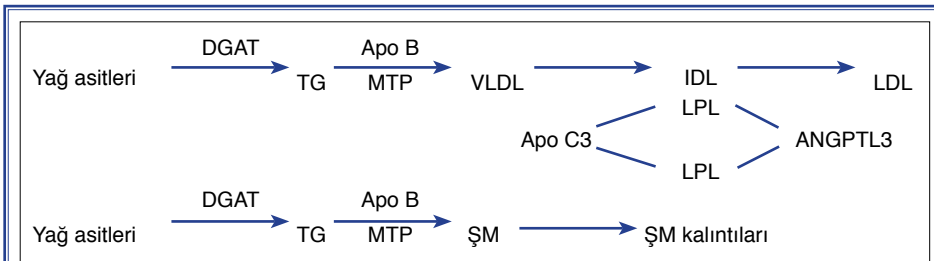 DGAT Apo B
Yağ asitleri TG MTP VLDL IDL LDL
LPL
Apo C3 ANGPTL3
LPL
DGAT Apo B
Yağ asitleri TG MTP ŞM ŞM kalıntıları